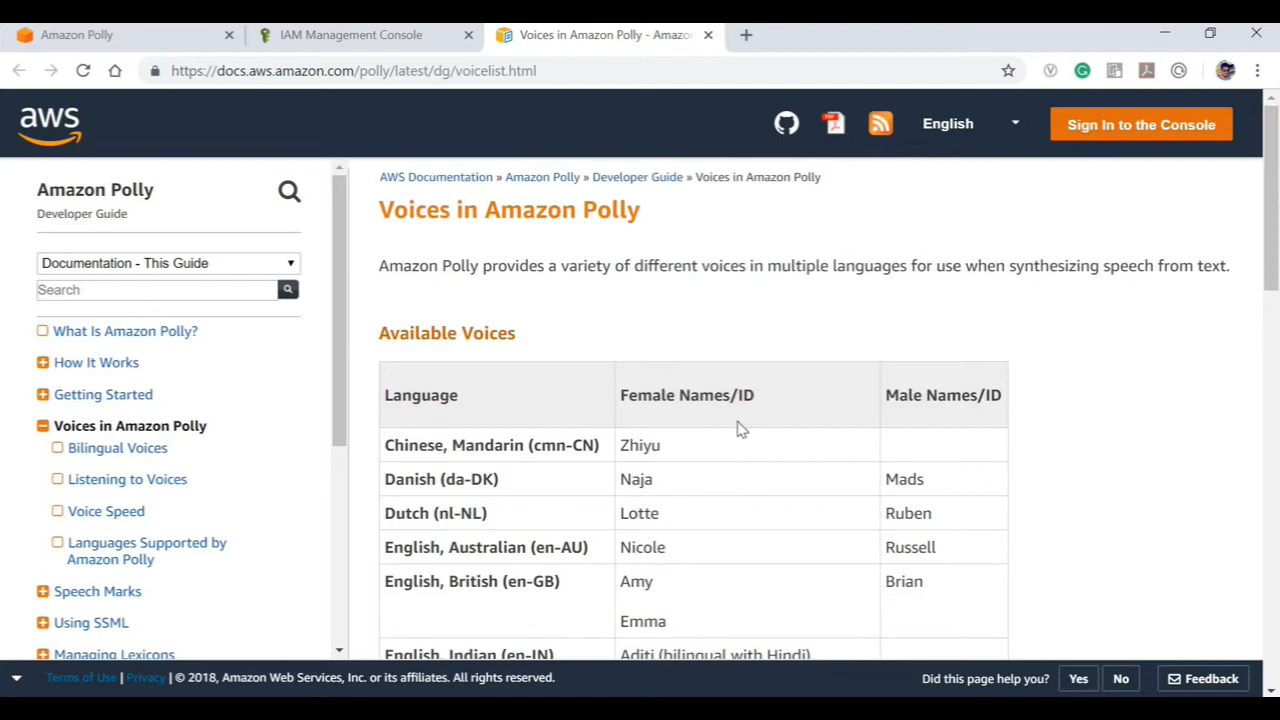 Amazon Polly
IAM Management Console
Voices in Amazon Polly - Amazo
https://docs.aws.amazon.com/polly/latest/dg/voicelist.html
aws
English
Sign In to the Console
Amazon Polly
Developer Guide
Documentation - This Guide
Search
What Is Amazon Polly?
How It Works
Getting Started
Voices in Amazon Polly
Bilingual Voices
Listening to Voices
Voice Speed
Languages Supported by
Amazon Polly
Speech Marks
Using SSML
Managing Lexicons
AWS Documentation » Amazon Polly » Developer Guide » Voices in Amazon Polly
Voices in Amazon Polly
Amazon Polly provides a variety of different voices in multiple languages for use when synthesizing speech from text.
Available Voices
Language Female Names/ID Male Names/ID
Chinese, Mandarin (cmn-CN) Zhiyu
Danish (da-DK) Naja Mads
Dutch (nl-NL) Lotte Ruben
English, Australian (en-AU) Nicole Russell
English, British (en-GB) Amy Brian
Emma
English, Indian (en-IN) Aditi (bilingual with Hindi)
Terms of Use | Privacy | © 2018, Amazon Web Services, Inc. or its affiliates. All rights reserved.
Did this page help you? Yes No Feedback